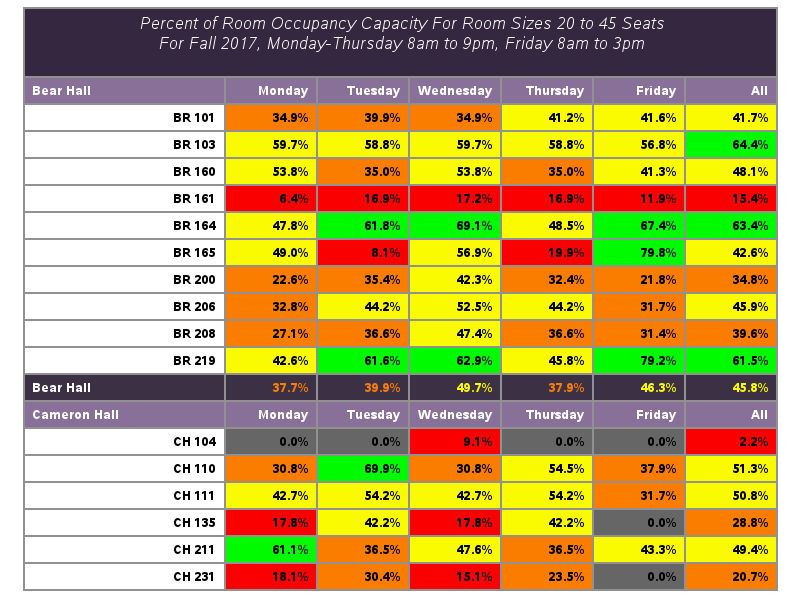 Percent of Room Occupancy Capacity For Room Sizes 20 to 45 Seats
For Fall 2017, Monday-Thursday 8am to 9pm, Friday 8am to 3pm
Bear Hall Monday Tuesday Wednesday Thursday Friday All
BR 101 34.9% 39.9% 34.9% 41.2% 41.6% 41.7%
BR 103 59.7% 58.8% 59.7% 58.8% 56.8% 64.4%
BR 160 53.8% 35.0% 53.8% 35.0% 41.3% 48.1%
BR 161 6.4% 16.9% 17.2% 16.9% 11.9% 15.4%
BR 164 47.8% 61.8% 69.1% 48.5% 67.4% 63.4%
BR 165 49.0% 8.1% 56.9% 19.9% 79.8% 42.6%
BR 200 22.6% 35.4% 42.3% 32.4% 21.8% 34.8%
BR 206 32.8% 44.2% 52.5% 44.2% 31.7% 45.9%
BR 208 27.1% 36.6% 47.4% 36.6% 31.4% 39.6%
BR 219 42.6% 61.6% 62.9% 45.8% 79.2% 61.5%
Bear Hall 37.7% 39.9% 49.7% 37.9% 46.3% 45.8%
Cameron Hall Monday Tuesday Wednesday Thursday Friday All
CH 104 0.0% 0.0% 9.1% 0.0% 0.0% 2.2%
CH 110 30.8% 69.9% 30.8% 54.5% 37.9% 51.3%
CH 111 42.7% 54.2% 42.7% 54.2% 31.7% 50.8%
CH 135 17.8% 42.2% 17.8% 42.2% 0.0% 28.8%
CH 211 61.1% 36.5% 47.6% 36.5% 43.3% 49.4%
CH 231 18.1% 30.4% 15.1% 23.5% 0.0% 20.7%